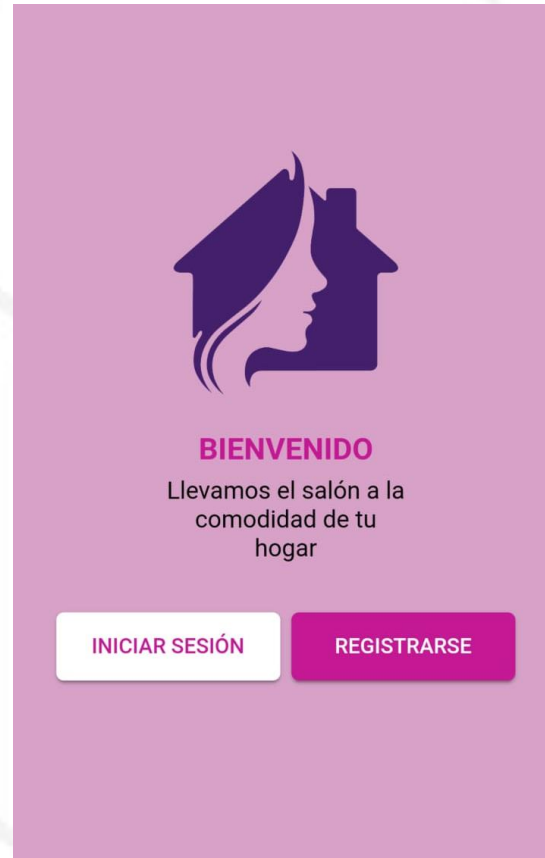 BIENVENIDO
Llevamos el salón a la
comodidad de tu
hogar
INICIAR SESIÓN
REGISTRARSE